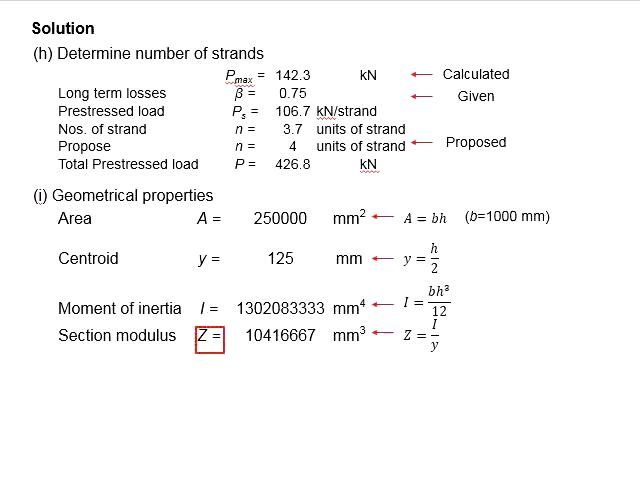 Solution
(h) Determine number of strands
Pmax = 142.3 kN ← Calculated
Long term losses β = 0.75 ← Given
Prestressed load Ps = 106.7 kN/strand
Nos. of strand n = 3.7 units of strand
Propose n = 4 units of strand ← Proposed
Total Prestressed load P = 426.8 kN
(i) Geometrical properties
Area A = 250000 mm² ← A = bh (b=1000 mm)
Centroid y = 125 mm ← y = h/2
Moment of inertia I = 1302083333 mm⁴ ← I = bh³/12
Section modulus Z = 10416667 mm³ ← Z = I/y